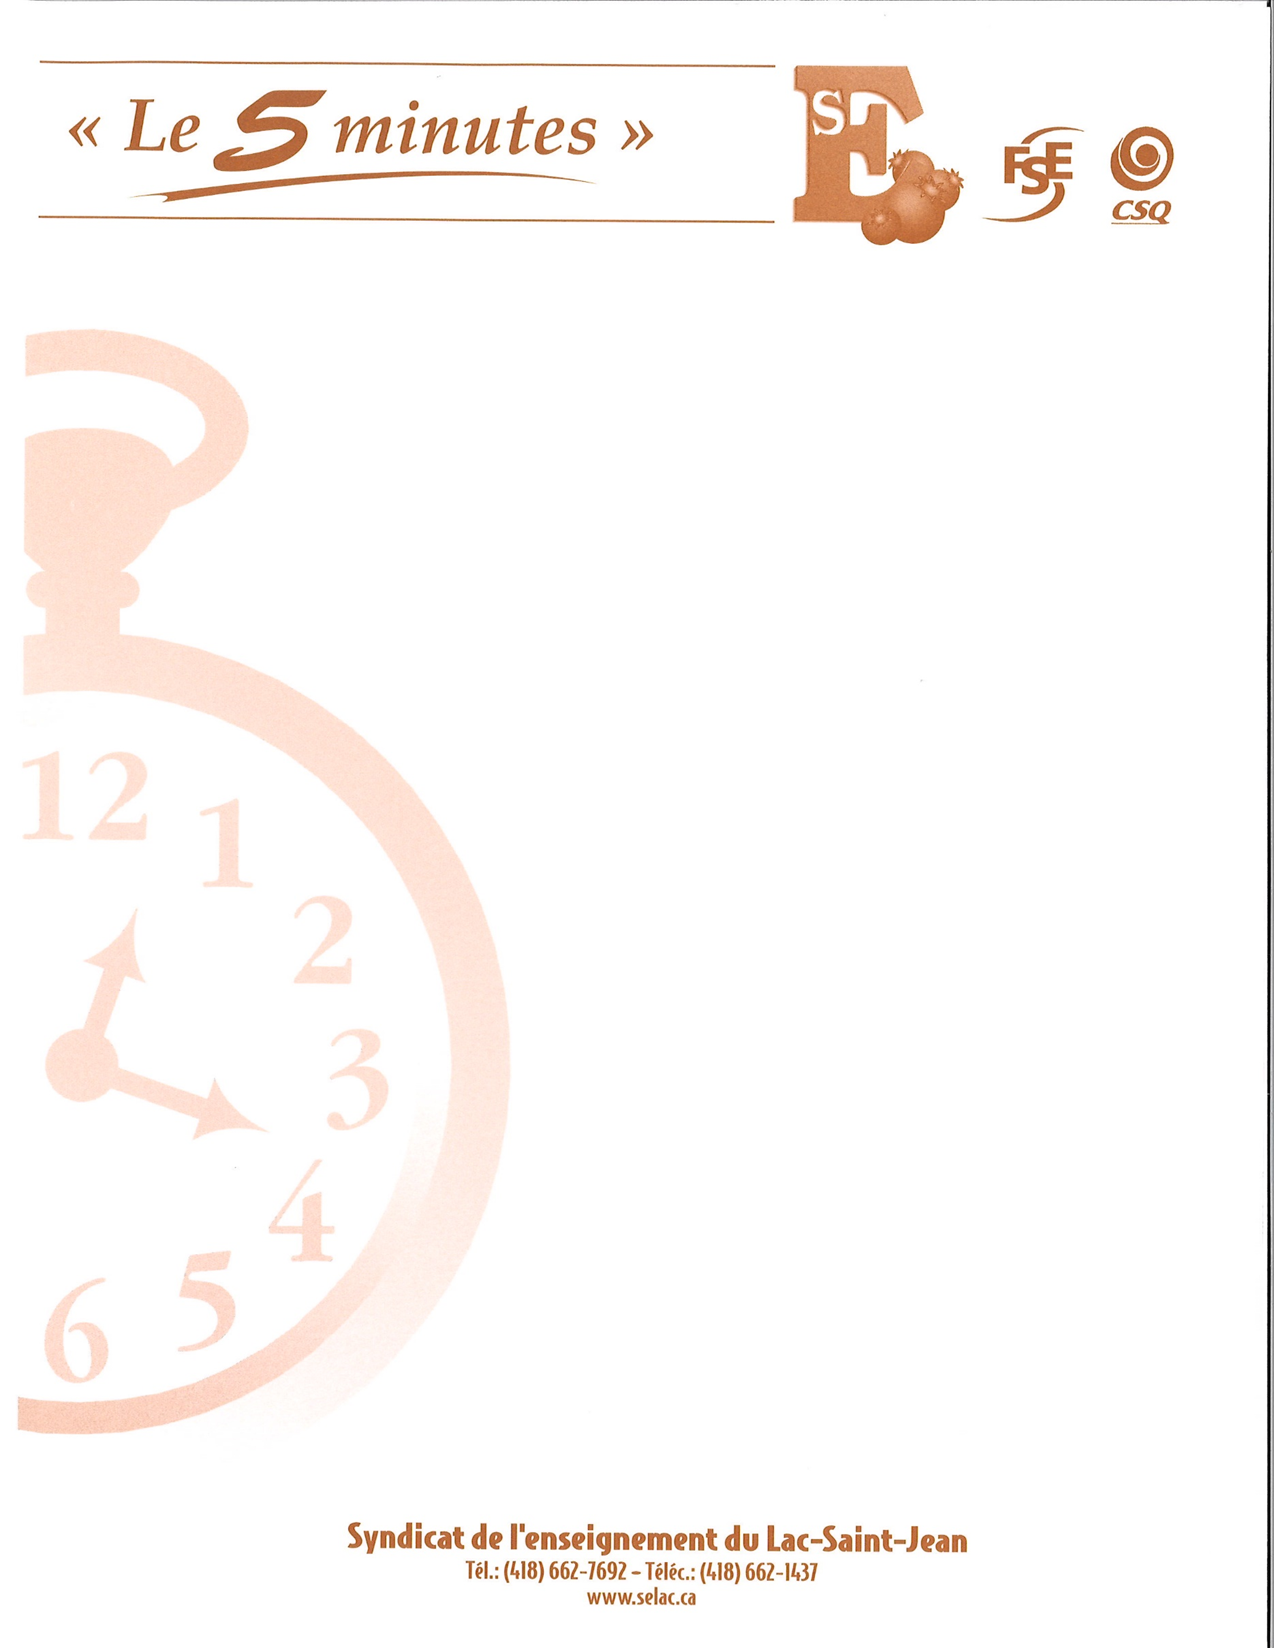 « Le 5 minutes »
SE
FSE
CSQ
12
1
2
3
4
5
6
Syndicat de l'enseignement du Lac-Saint-Jean
Tél.: (418) 662-7692 - Téléc.: (418) 662-1437
www.selac.ca